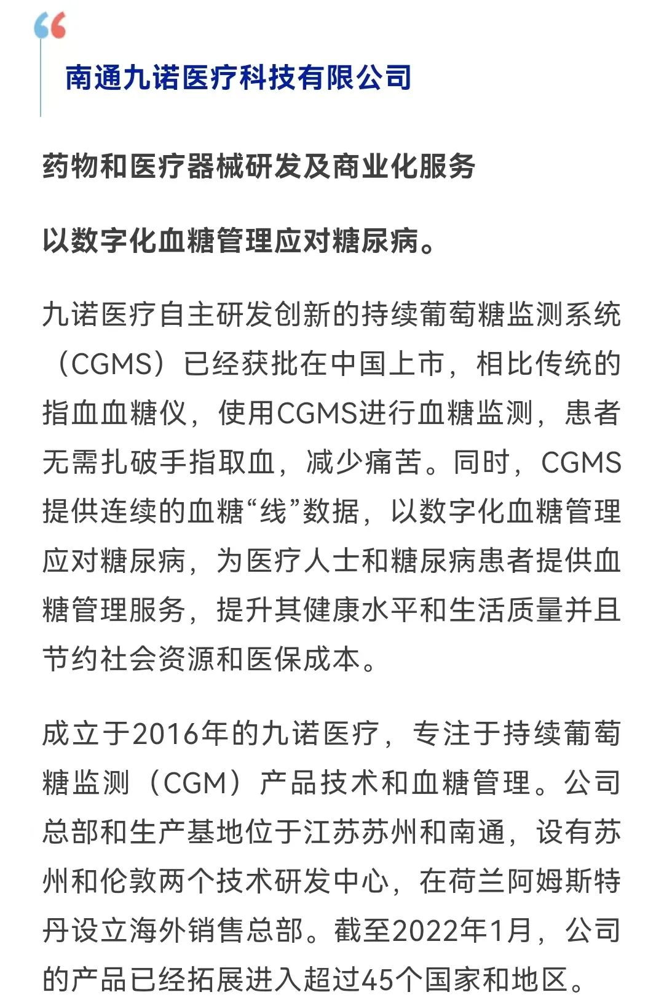 南通九诺医疗科技有限公司
药物和医疗器械研发及商业化服务
以数字化血糖管理应对糖尿病。
九诺医疗自主研发创新的持续葡萄糖监测系统
（CGMS）已经获批在中国上市，相比传统的
指血血糖仪，使用CGMS进行血糖监测，患者
无需扎破手指取血，减少痛苦。同时，CGMS
提供连续的血糖“线”数据，以数字化血糖管理
应对糖尿病，为医疗人士和糖尿病患者提供血
糖管理服务，提升其健康水平和生活质量并且
节约社会资源和医保成本。
成立于2016年的九诺医疗，专注于持续葡萄
糖监测（CGM）产品技术和血糖管理。公司
总部和生产基地位于江苏苏州和南通，设有苏
州和伦敦两个技术研发中心，在荷兰阿姆斯特
丹设立海外销售总部。截至2022年1月，公司
的产品已经拓展进入超过45个国家和地区。